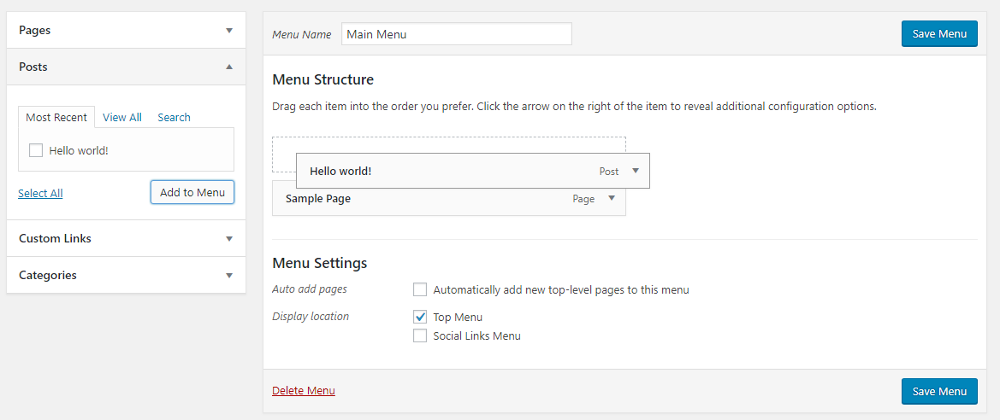 Pages
Posts
Most Recent View All Search
Hello world!
Select All Add to Menu
Custom Links
Categories
Menu Name Main Menu Save Menu
Menu Structure
Drag each item into the order you prefer. Click the arrow on the right of the item to reveal additional configuration options.
Hello world! Post
Sample Page Page
Menu Settings
Auto add pages Automatically add new top-level pages to this menu
Display location Top Menu
Social Links Menu
Delete Menu Save Menu